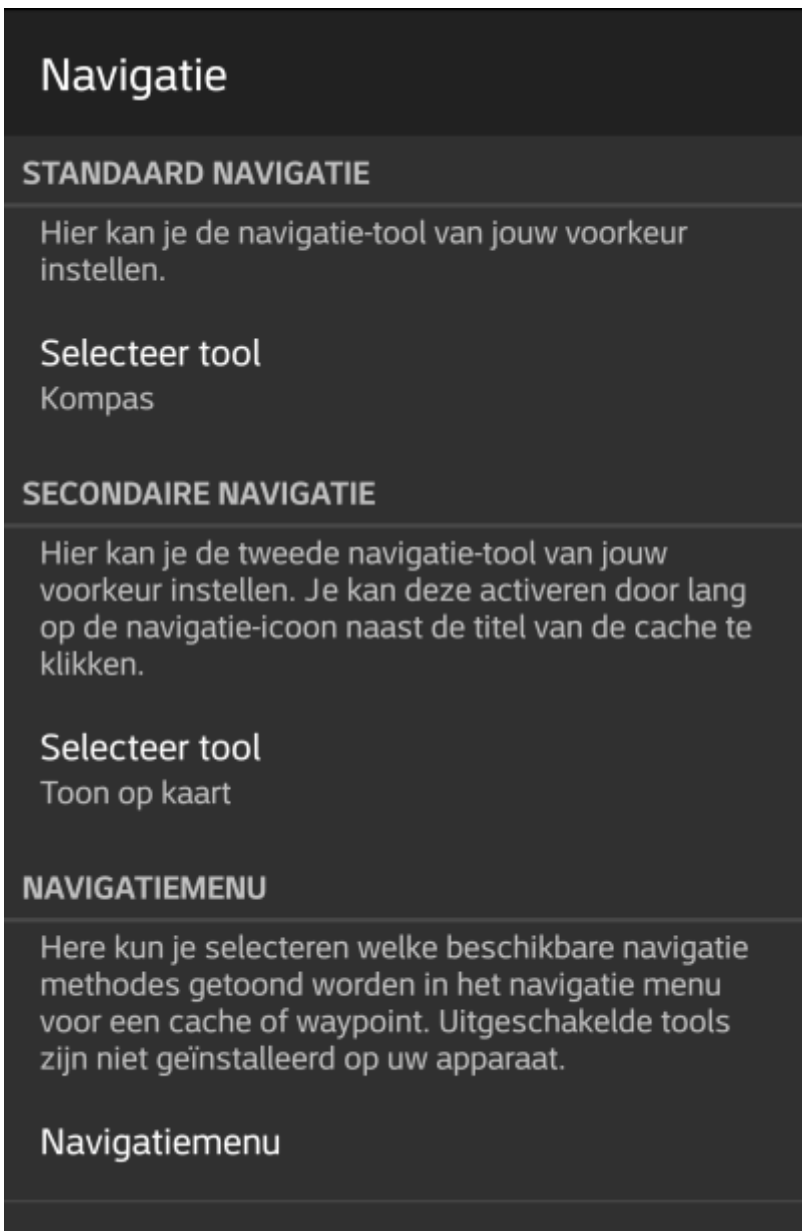 Navigatie
STANDAARD NAVIGATIE
Hier kan je de navigatie-tool van jouw voorkeur
instellen.
Selecteer tool
Kompas
SECONDAIRE NAVIGATIE
Hier kan je de tweede navigatie-tool van jouw
voorkeur instellen. Je kan deze activeren door lang
op de navigatie-icoon naast de titel van de cache te
klikken.
Selecteer tool
Toon op kaart
NAVIGATIEMENU
Here kun je selecteren welke beschikbare navigatie
methodes getoond worden in het navigatie menu
voor een cache of waypoint. Uitgeschakelde tools
zijn niet geïnstalleerd op uw apparaat.
Navigatiemenu